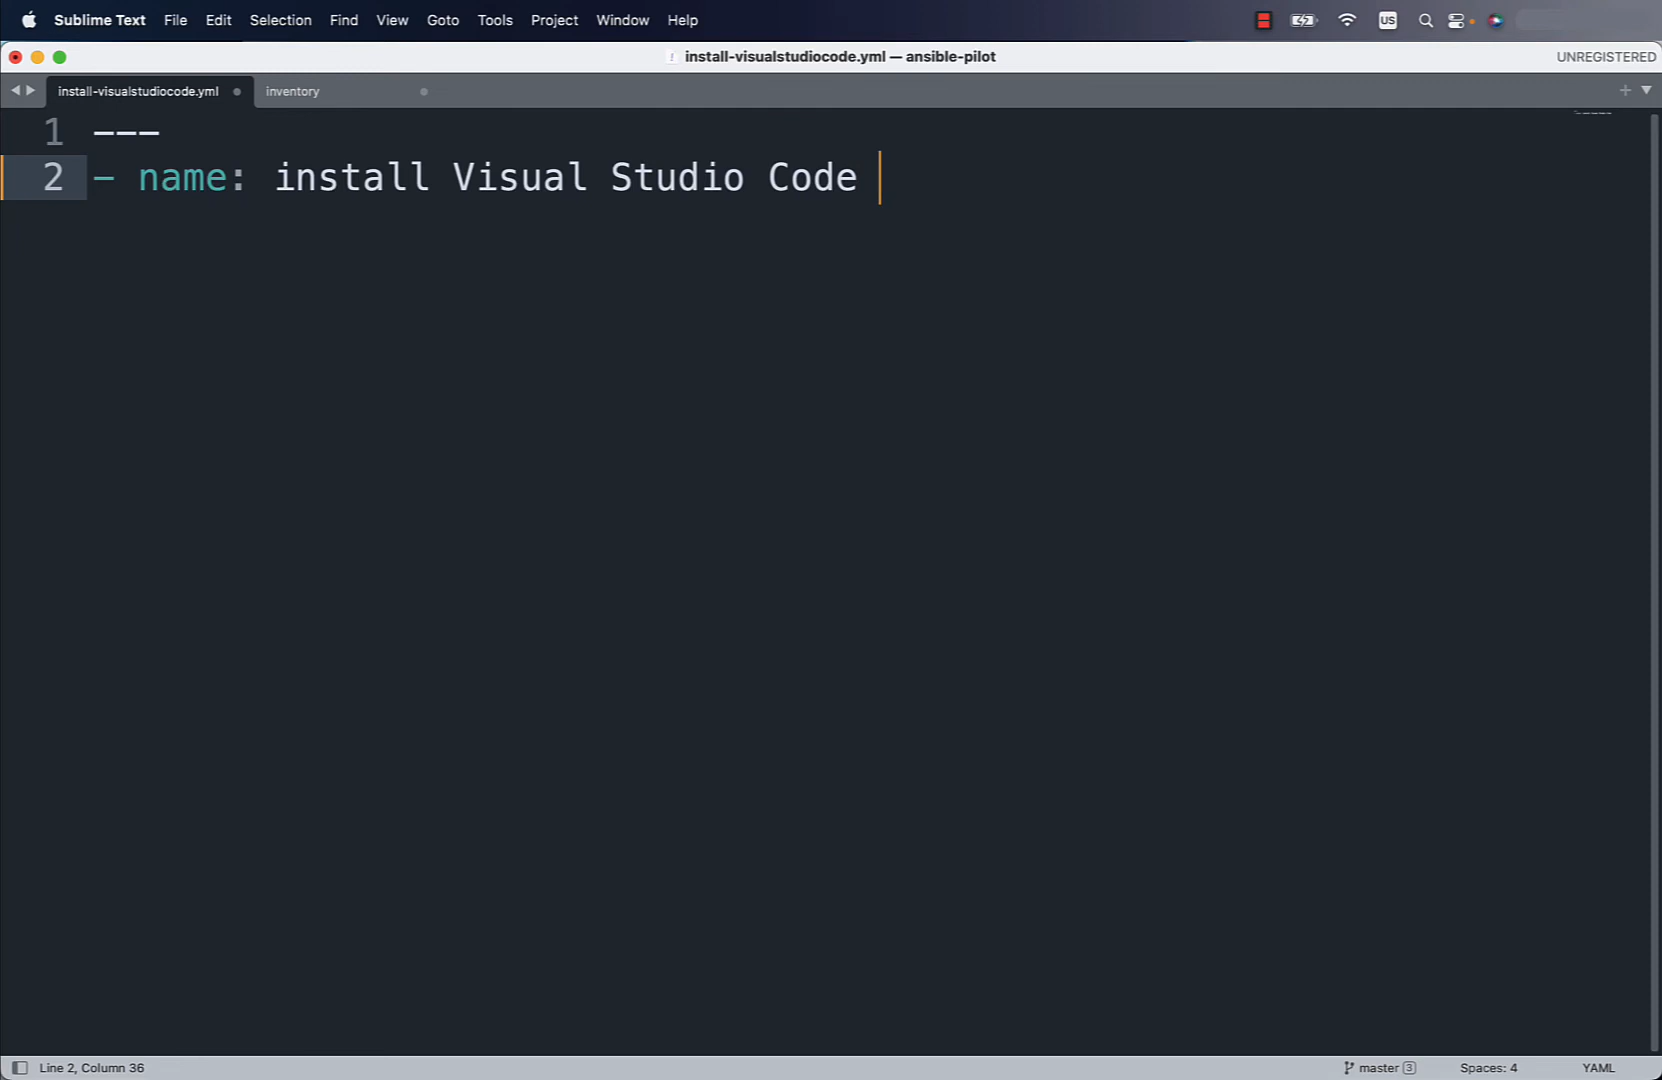 Sublime Text File Edit Selection Find View Goto Tools Project Window Help US
install-visualstudiocode.yml — ansible-pilot UNREGISTERED
install-visualstudiocode.yml inventory
1 ---
2 - name: install Visual Studio Code
Line 2, Column 36 master 3 Spaces: 4 YAML